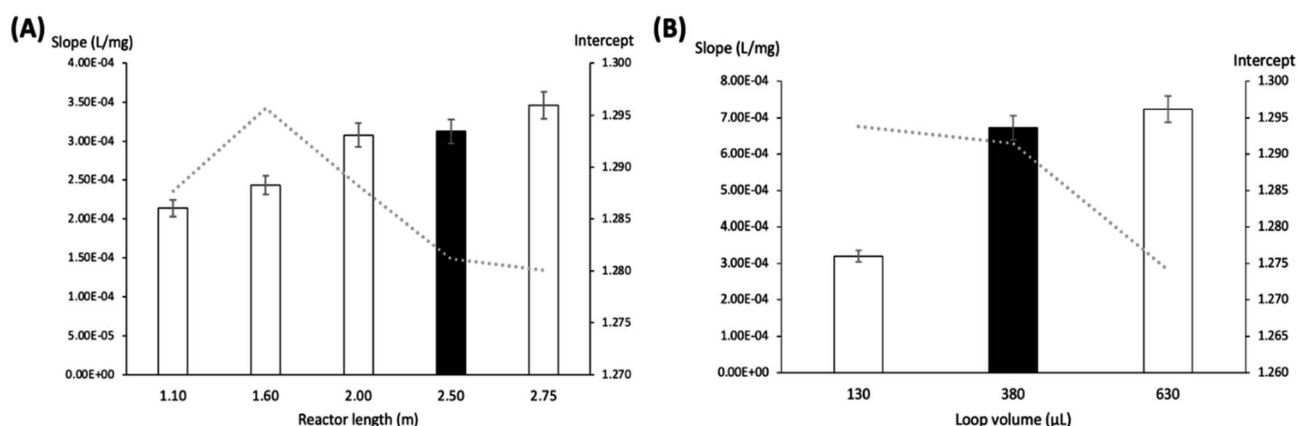 (A)
Slope (L/mg)
Intercept
4.00E-04
3.50E-04
3.00E-04
2.50E-04
2.00E-04
1.50E-04
1.00E-04
5.00E-05
0.00E+00
1.300
1.295
1.290
1.285
1.280
1.275
1.270
1.10 1.60 2.00 2.50 2.75
Reactor length (m)
(B)
Slope (L/mg)
Intercept
8.00E-04
7.00E-04
6.00E-04
5.00E-04
4.00E-04
3.00E-04
2.00E-04
1.00E-04
0.00E+00
1.300
1.295
1.290
1.285
1.280
1.275
1.270
1.265
1.260
130 380 630
Loop volume (µL)